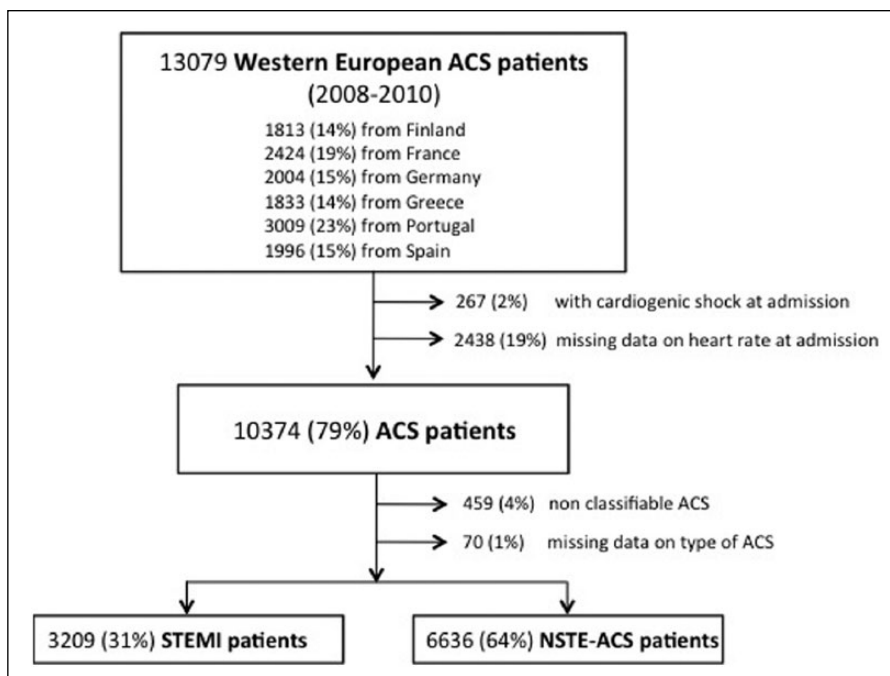 13079 Western European ACS patients
(2008-2010)
1813 (14%) from Finland
2424 (19%) from France
2004 (15%) from Germany
1833 (14%) from Greece
3009 (23%) from Portugal
1996 (15%) from Spain
267 (2%) with cardiogenic shock at admission
2438 (19%) missing data on heart rate at admission
10374 (79%) ACS patients
459 (4%) non classifiable ACS
70 (1%) missing data on type of ACS
3209 (31%) STEMI patients
6636 (64%) NSTE-ACS patients